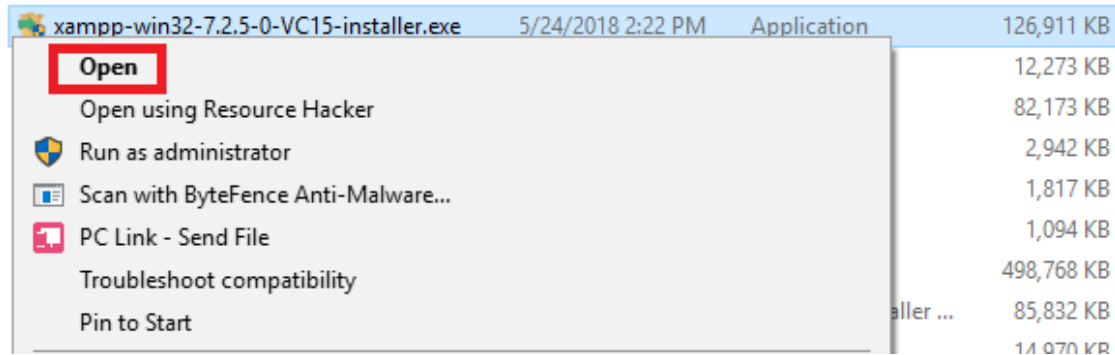 xampp-win32-7.2.5-0-VC15-installer.exe 5/24/2018 2:22 PM Application 126,911 KB
Open 12,273 KB
Open using Resource Hacker 82,173 KB
Run as administrator 2,942 KB
Scan with ByteFence Anti-Malware... 1,817 KB
PC Link - Send File 1,094 KB
Troubleshoot compatibility 498,768 KB
Pin to Start aller ... 85,832 KB
14,970 KB